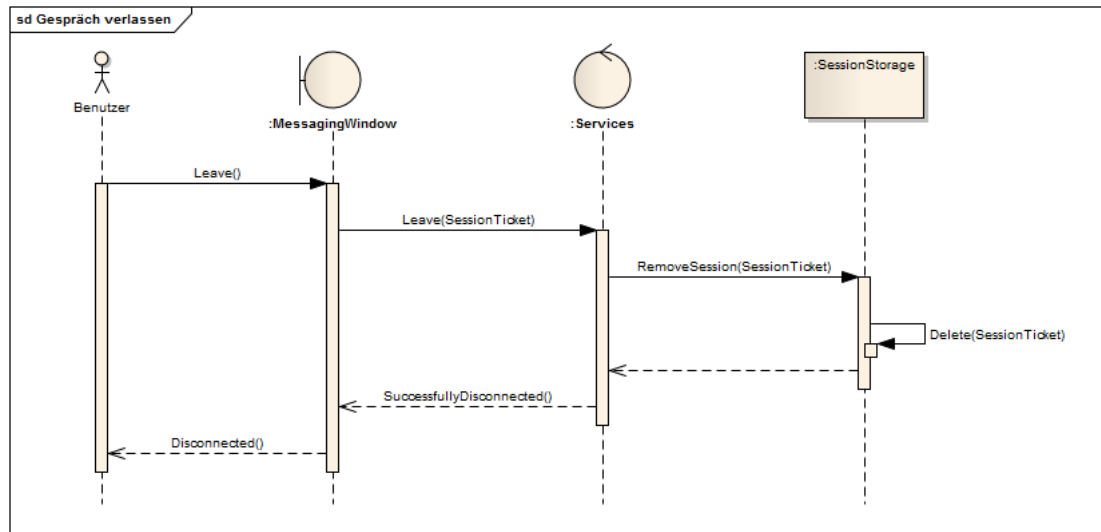 sd Gespräch verlassen
Benutzer
:MessagingWindow
:Services
:SessionStorage
Leave()
Leave(SessionTicket)
RemoveSession(SessionTicket)
Delete(SessionTicket)
SuccessfullyDisconnected()
Disconnected()